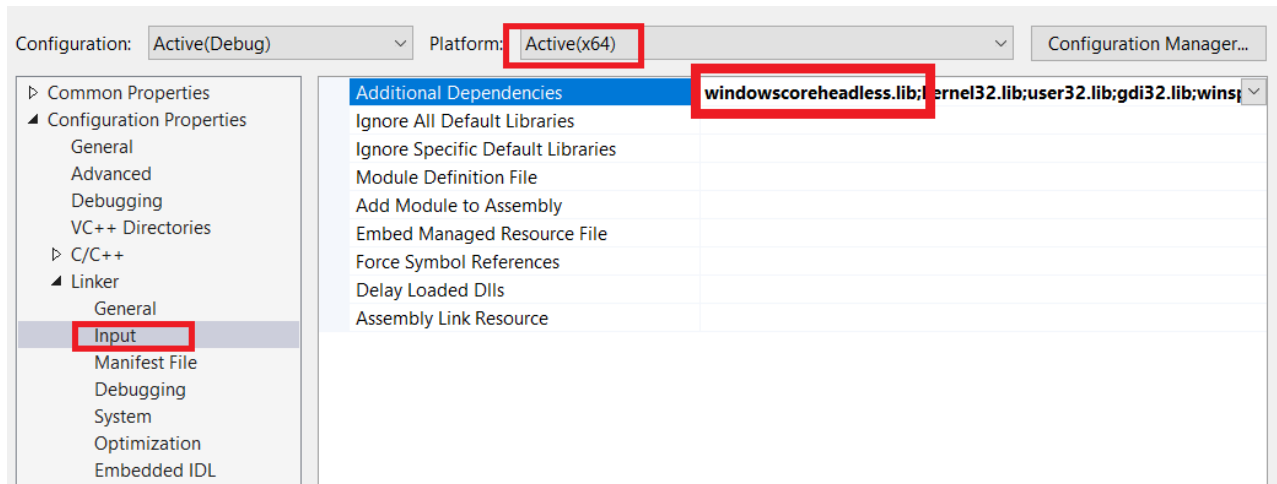 Configuration: Active(Debug) Platform: Active(x64) Configuration Manager...
Common Properties
Configuration Properties
General
Advanced
Debugging
VC++ Directories
C/C++
Linker
General
Input
Manifest File
Debugging
System
Optimization
Embedded IDL
Additional Dependencies windowscoreheadless.lib;kernel32.lib;user32.lib;gdi32.lib;winsp
Ignore All Default Libraries
Ignore Specific Default Libraries
Module Definition File
Add Module to Assembly
Embed Managed Resource File
Force Symbol References
Delay Loaded Dlls
Assembly Link Resource